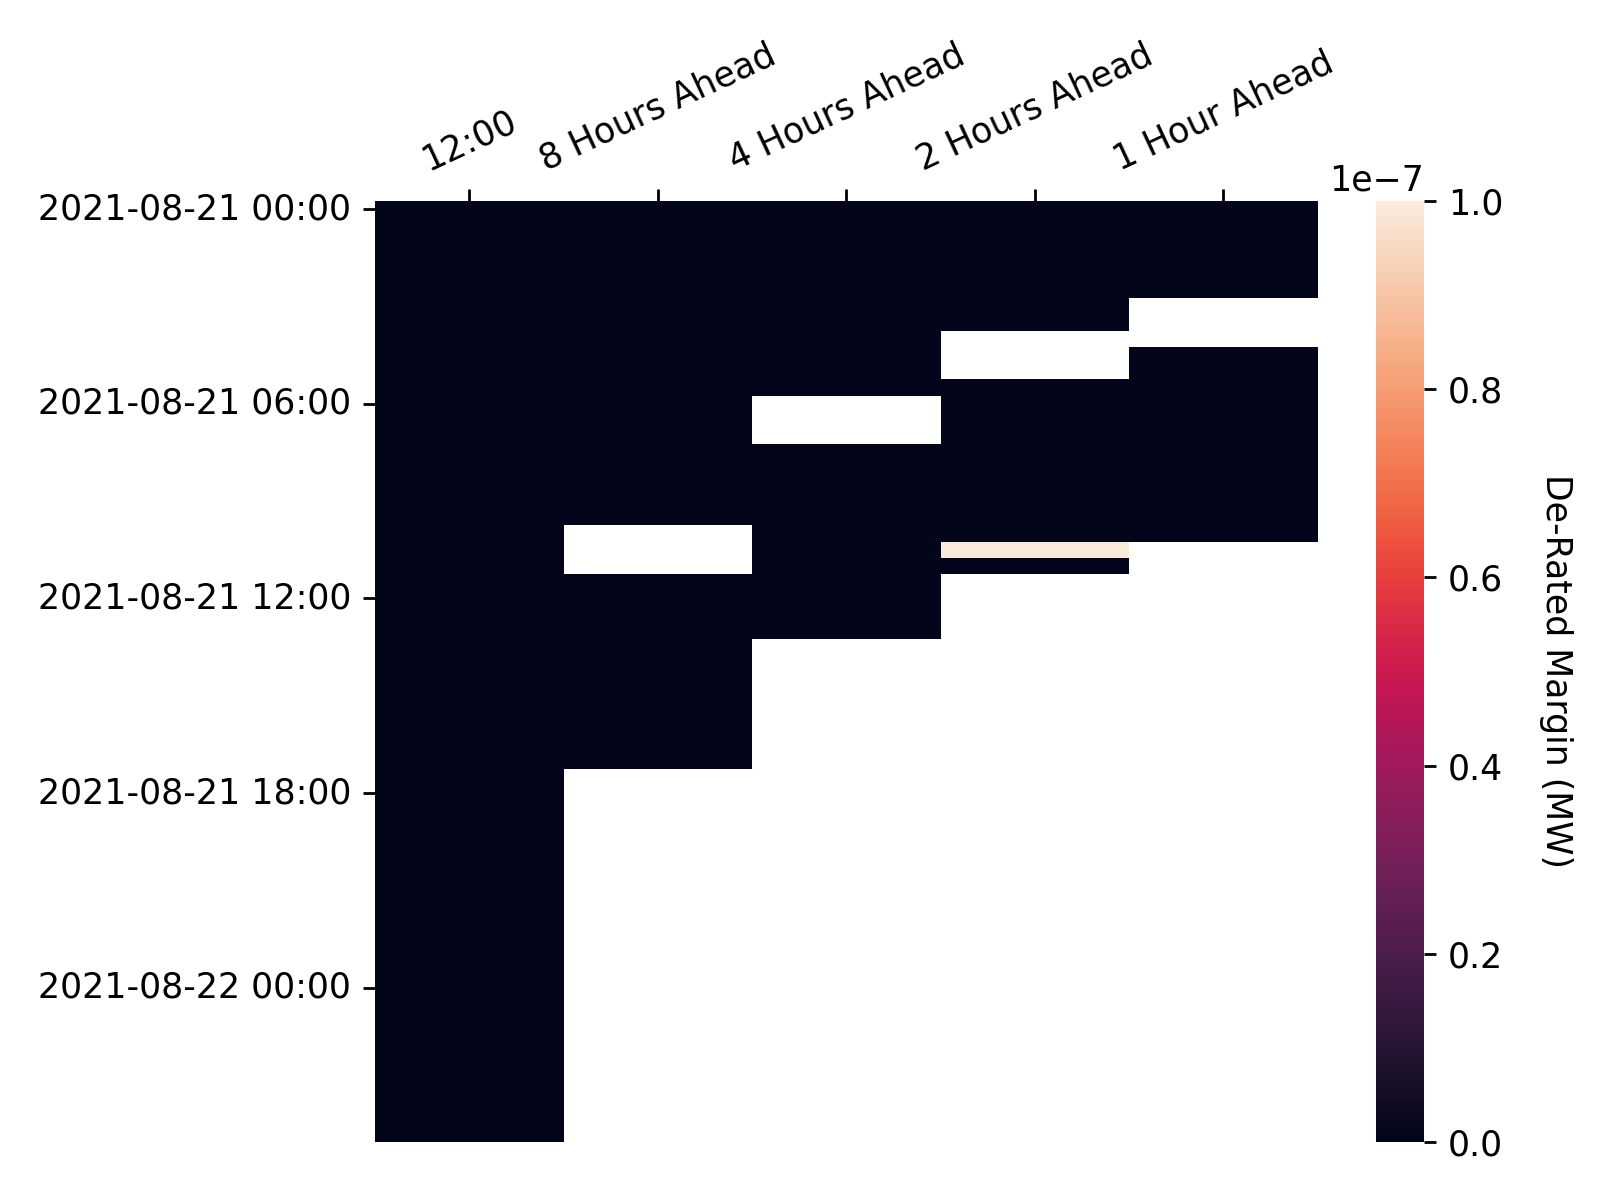 12:00
8 Hours Ahead
4 Hours Ahead
2 Hours Ahead
1 Hour Ahead
2021-08-21 00:00
2021-08-21 06:00
2021-08-21 12:00
2021-08-21 18:00
2021-08-22 00:00
1e−7
1.0
0.8
0.6
0.4
0.2
0.0
De-Rated Margin (MW)